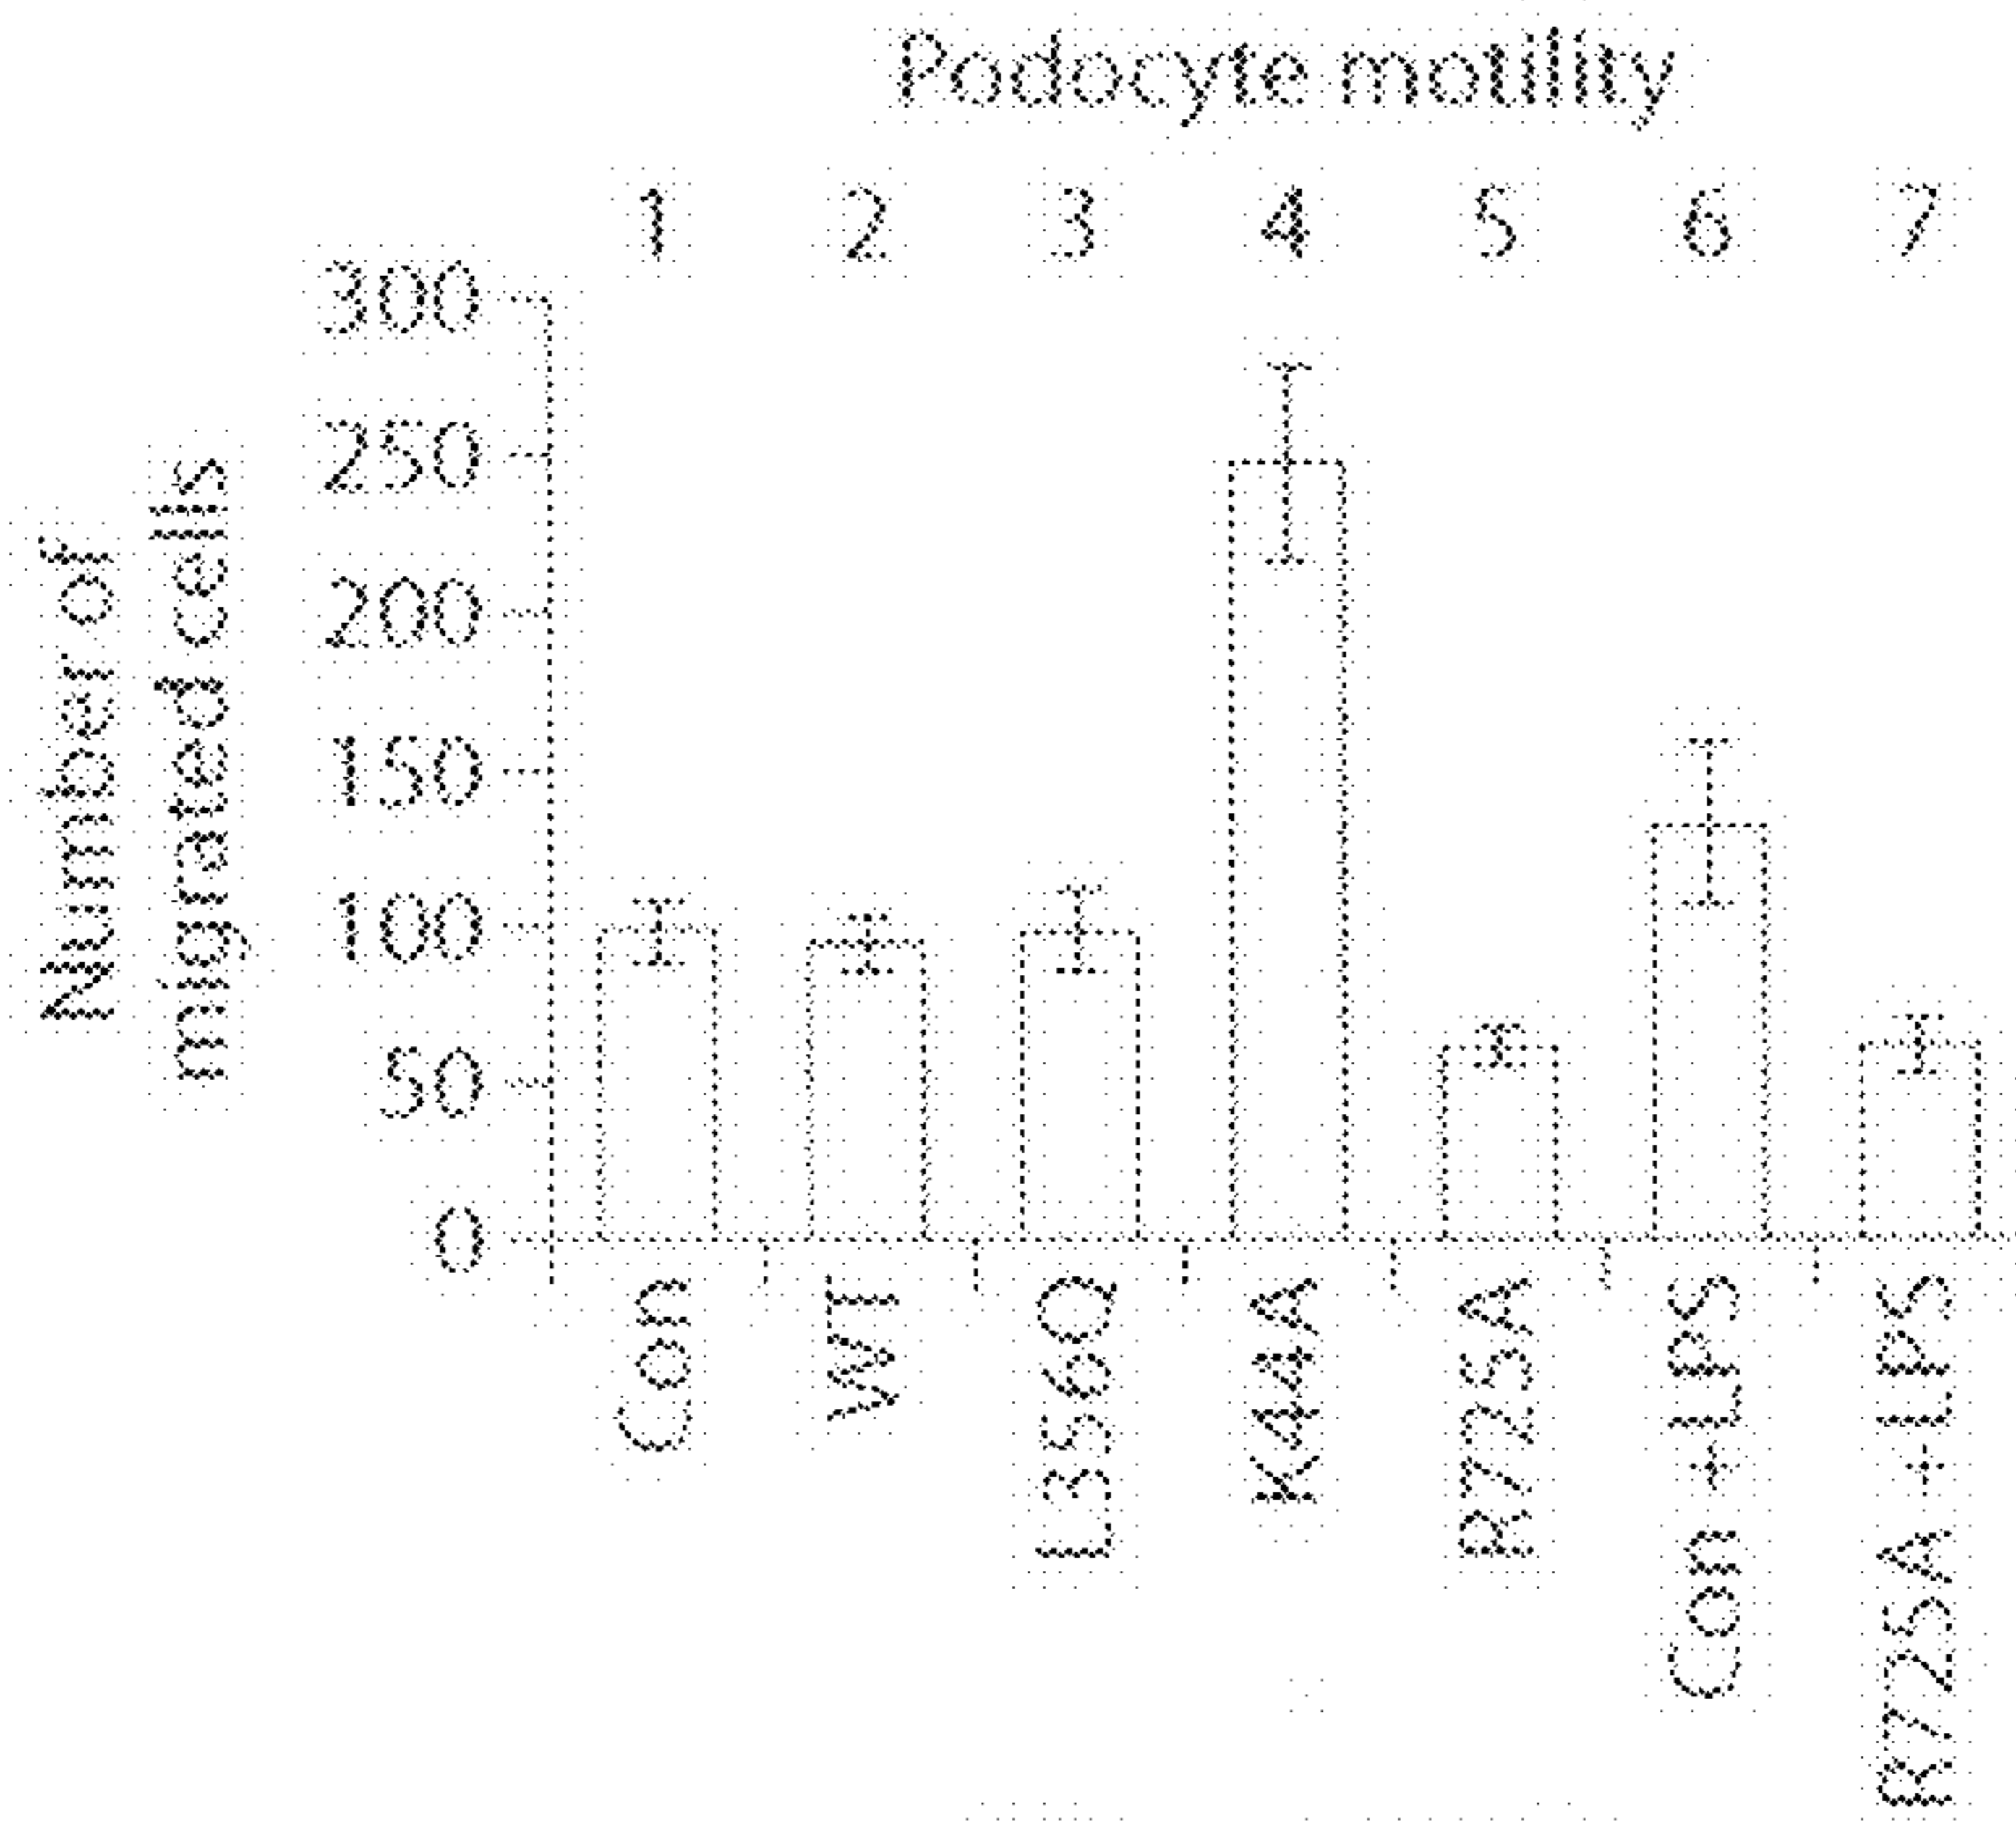 Podocyte motility
1 2 3 4 5 6 7
Number of
migrated cells
300
250
200
150
100
50
0
Con
WT
L356Q
K44A
R725A
Con + LPS
R725A + LPS